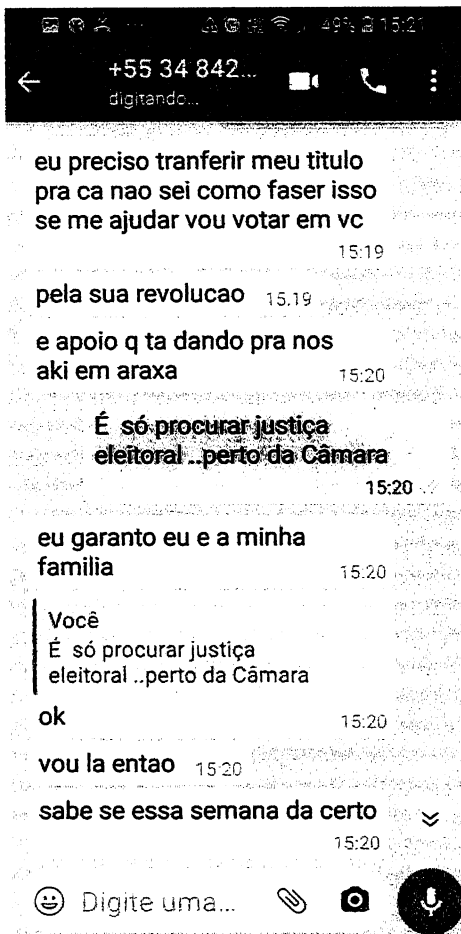 49% 15:21
+55 34 842...
digitando...
eu preciso tranferir meu titulo
pra ca nao sei como faser isso
se me ajudar vou votar em vc
15:19
pela sua revolucao 15.19
e apoio q ta dando pra nos
aki em araxa
15:20
É só procurar justiça
eleitoral ..perto da Câmara
15:20
eu garanto eu e a minha
familia
15:20
Você
É só procurar justiça
eleitoral ..perto da Câmara
ok
15:20
vou la entao 15:20
sabe se essa semana da certo
15:20
Digite uma...